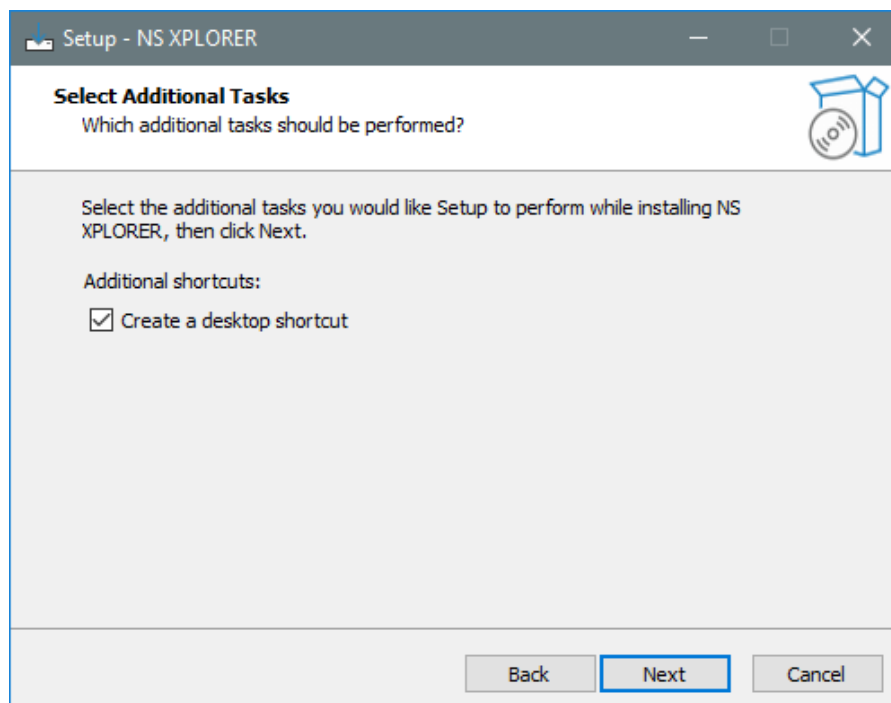 Setup - NS XPLORER
Select Additional Tasks
Which additional tasks should be performed?
Select the additional tasks you would like Setup to perform while installing NS
XPLORER, then click Next.
Additional shortcuts:
Create a desktop shortcut
Back Next Cancel